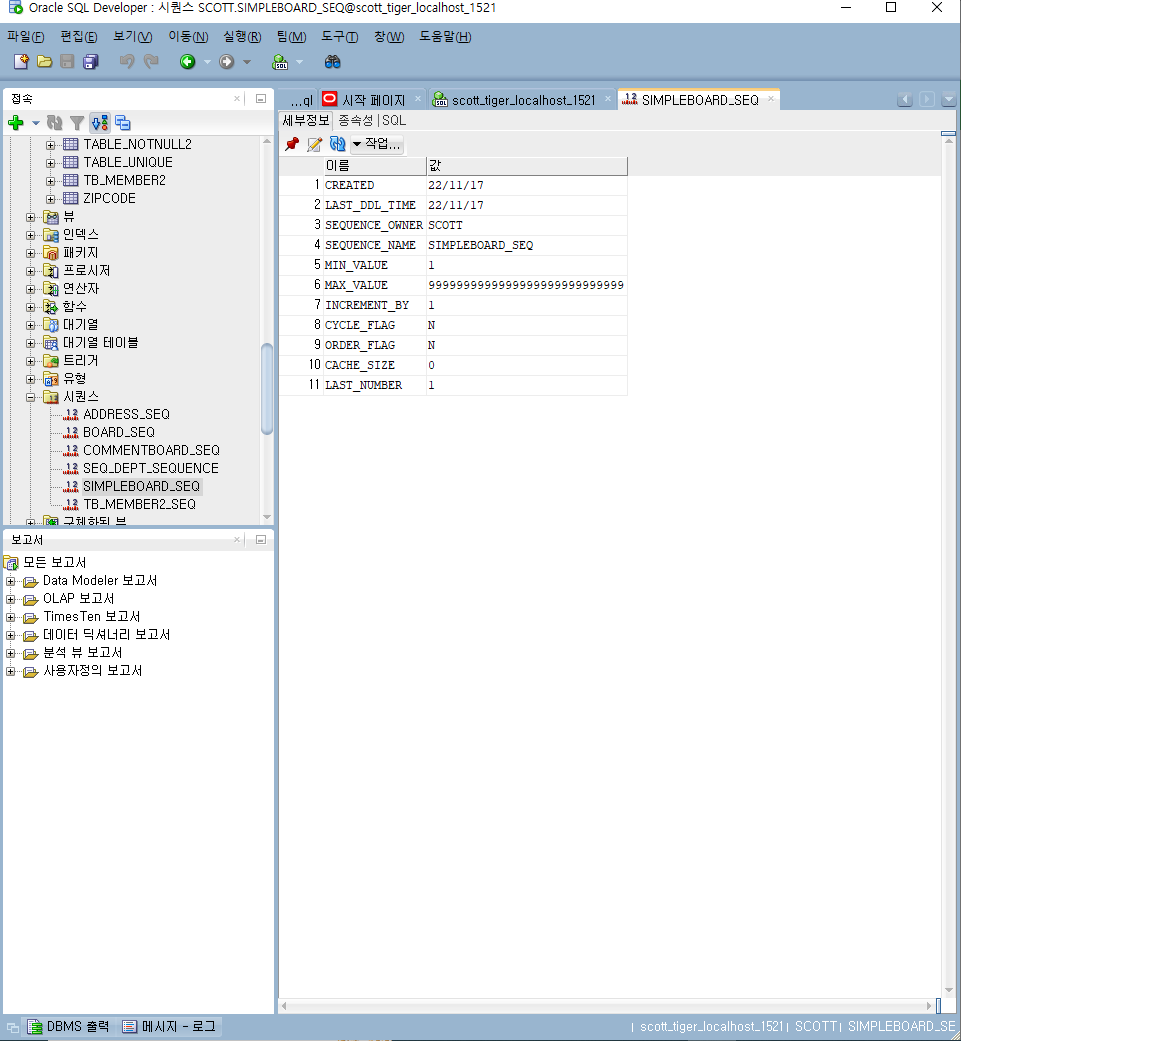 Oracle SQL Developer : 시퀀스 SCOTT.SIMPLEBOARD_SEQ@scott_tiger_localhost_1521
파일(F) 편집(E) 보기(V) 이동(N) 실행(R) 팀(M) 도구(T) 창(W) 도움말(H)
접속
TABLE_NOTNULL2
TABLE_UNIQUE
TB_MEMBER2
ZIPCODE
뷰
인덱스
패키지
프로시저
연산자
함수
대기열
대기열 테이블
트리거
유형
시퀀스
ADDRESS_SEQ
BOARD_SEQ
COMMENTBOARD_SEQ
SEQ_DEPT_SEQUENCE
SIMPLEBOARD_SEQ
TB_MEMBER2_SEQ
구체화된 뷰
보고서
모든 보고서
Data Modeler 보고서
OLAP 보고서
TimesTen 보고서
데이터 딕셔너리 보고서
분석 뷰 보고서
사용자정의 보고서
...ql 시작 페이지 scott_tiger_localhost_1521 SIMPLEBOARD_SEQ
세부정보 종속성 SQL
작업...
이름 값
1 CREATED 22/11/17
2 LAST_DDL_TIME 22/11/17
3 SEQUENCE_OWNER SCOTT
4 SEQUENCE_NAME SIMPLEBOARD_SEQ
5 MIN_VALUE 1
6 MAX_VALUE 9999999999999999999999999999
7 INCREMENT_BY 1
8 CYCLE_FLAG N
9 ORDER_FLAG N
10 CACHE_SIZE 0
11 LAST_NUMBER 1
DBMS 출력 메시지 - 로그
scott_tiger_localhost_1521 | SCOTT | SIMPLEBOARD_SE